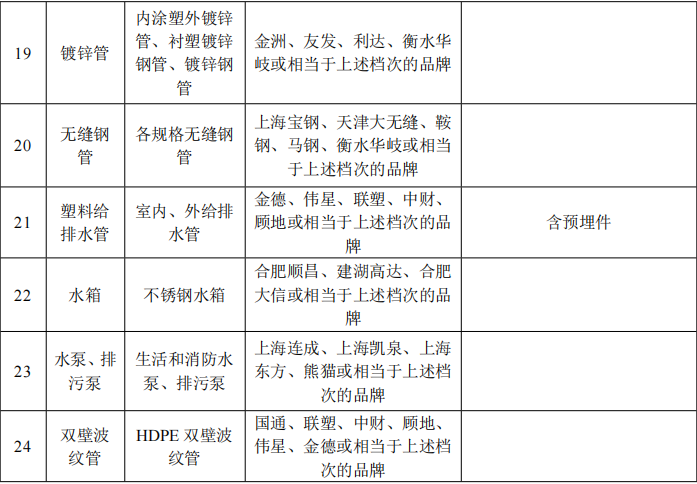 19
镀锌管
内涂塑外镀锌
管、衬塑镀锌
钢管、镀锌钢
管
金洲、友发、利达、衡水华
岐或相当于上述档次的品牌
20
无缝钢
管
各规格无缝钢
管
上海宝钢、天津大无缝、鞍
钢、马钢、衡水华岐或相当
于上述档次的品牌
21
塑料给
排水管
室内、外给排
水管
金德、伟星、联塑、中财、
顾地或相当于上述档次的品
牌
含预埋件
22
水箱
不锈钢水箱
合肥顺昌、建湖高达、合肥
大信或相当于上述档次的品
牌
23
水泵、排
污泵
生活和消防水
泵、排污泵
上海连成、上海凯泉、上海
东方、熊猫或相当于上述档
次的品牌
24
双壁波
纹管
HDPE 双壁波
纹管
国通、联塑、中财、顾地、
伟星、金德或相当于上述档
次的品牌